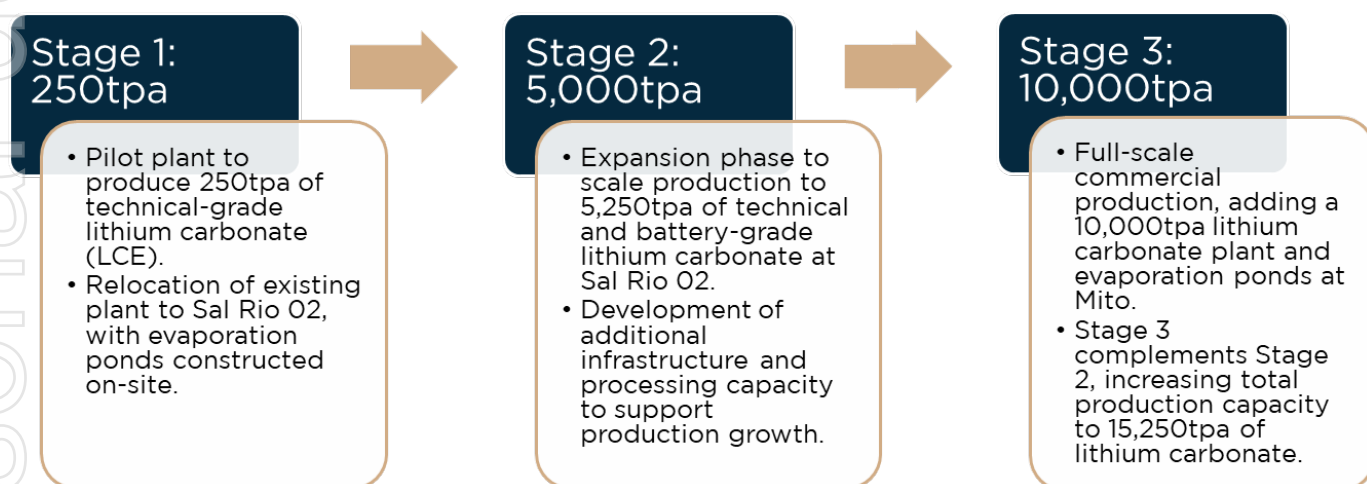 Stage 1:
250tpa
• Pilot plant to
produce 250tpa of
technical-grade
lithium carbonate
(LCE).
• Relocation of existing
plant to Sal Rio 02,
with evaporation
ponds constructed
on-site.
Stage 2:
5,000tpa
• Expansion phase to
scale production to
5,250tpa of technical
and battery-grade
lithium carbonate at
Sal Rio 02.
• Development of
additional
infrastructure and
processing capacity
to support
production growth.
Stage 3:
10,000tpa
• Full-scale
commercial
production, adding a
10,000tpa lithium
carbonate plant and
evaporation ponds at
Mito.
• Stage 3
complements Stage
2, increasing total
production capacity
to 15,250tpa of
lithium carbonate.